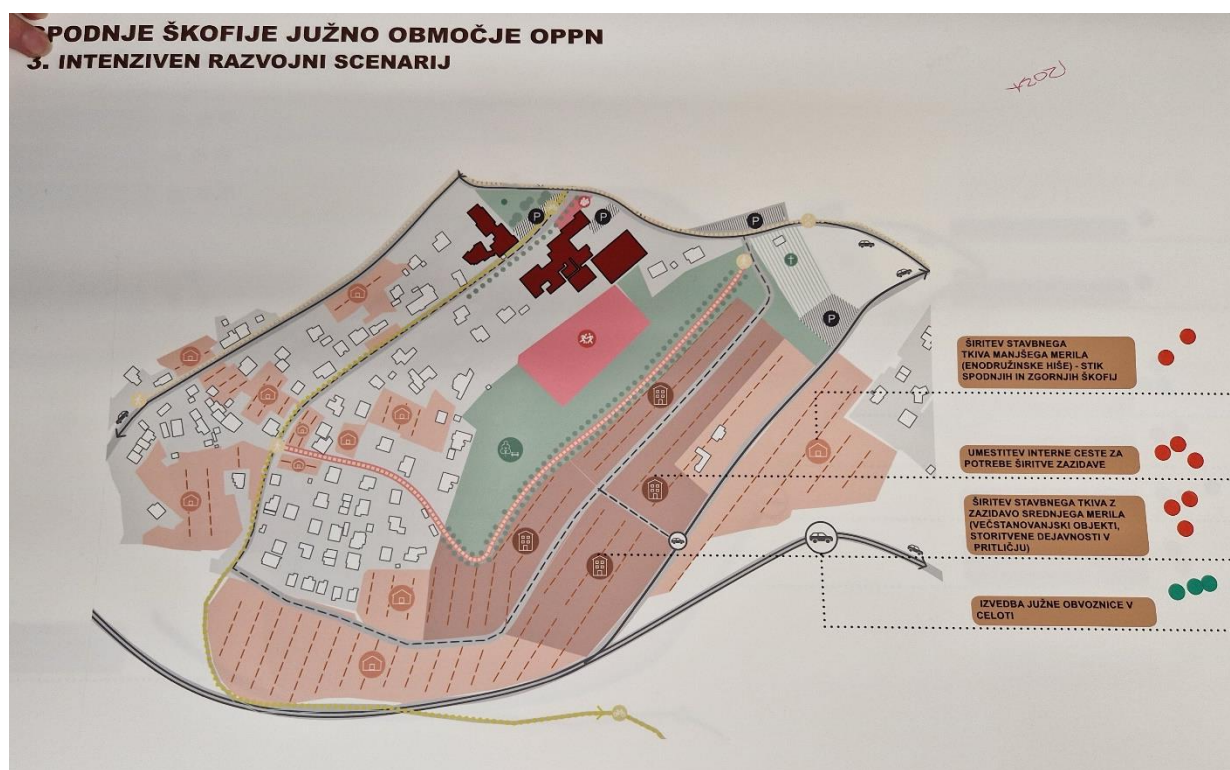 SPODNJE ŠKOFIJE JUŽNO OBMOČJE OPPN
3. INTENZIVEN RAZVOJNI SCENARIJ
P
P
P
P
ŠIRITEV STAVBNEGA
TKIVA MANJŠEGA MERILA
(ENODRUŽINSKE HIŠE) - STIK
SPODNJIH IN ZGORNJIH ŠKOFIJ
UMESTITEV INTERNE CESTE ZA
POTREBE ŠIRITVE ZAZIDAVE
ŠIRITEV STAVBNEGA TKIVA Z
ZAZIDAVO SREDNJEGA MERILA
(VEČSTANOVANJSKI OBJEKTI,
STORITVENE DEJAVNOSTI V
PRITLIČJU)
IZVEDBA JUŽNE OBVOZNICE V
CELOTI